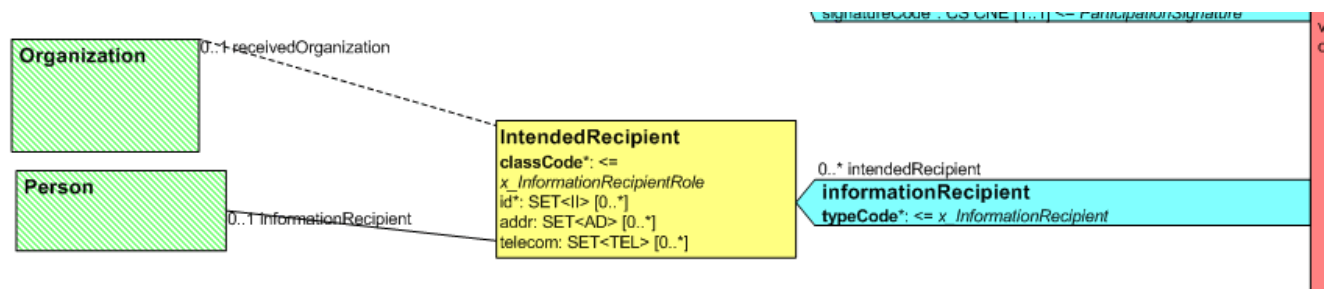 signatureCode : CS CNE [1..1] <= ParticipationSignature
v
c
Organization
0..1 receivedOrganization
IntendedRecipient
classCode*: <=
x_InformationRecipientRole
id*: SET<II> [0..*]
addr: SET<AD> [0..*]
telecom: SET<TEL> [0..*]
0..* intendedRecipient
informationRecipient
typeCode*: <= x_InformationRecipient
Person
0..1 informationRecipient